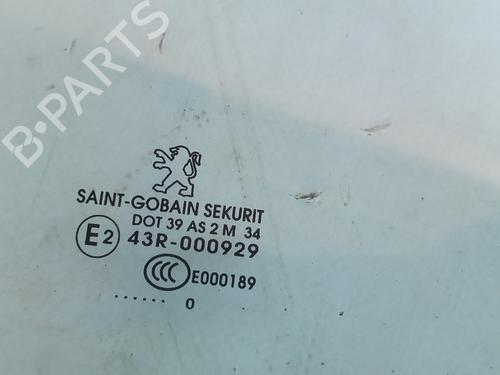 B-PARTS
SAINT-GOBAIN SEKURIT
DOT 39 AS 2 M 34
E2 43R-000929
CCC E000189
...... 0